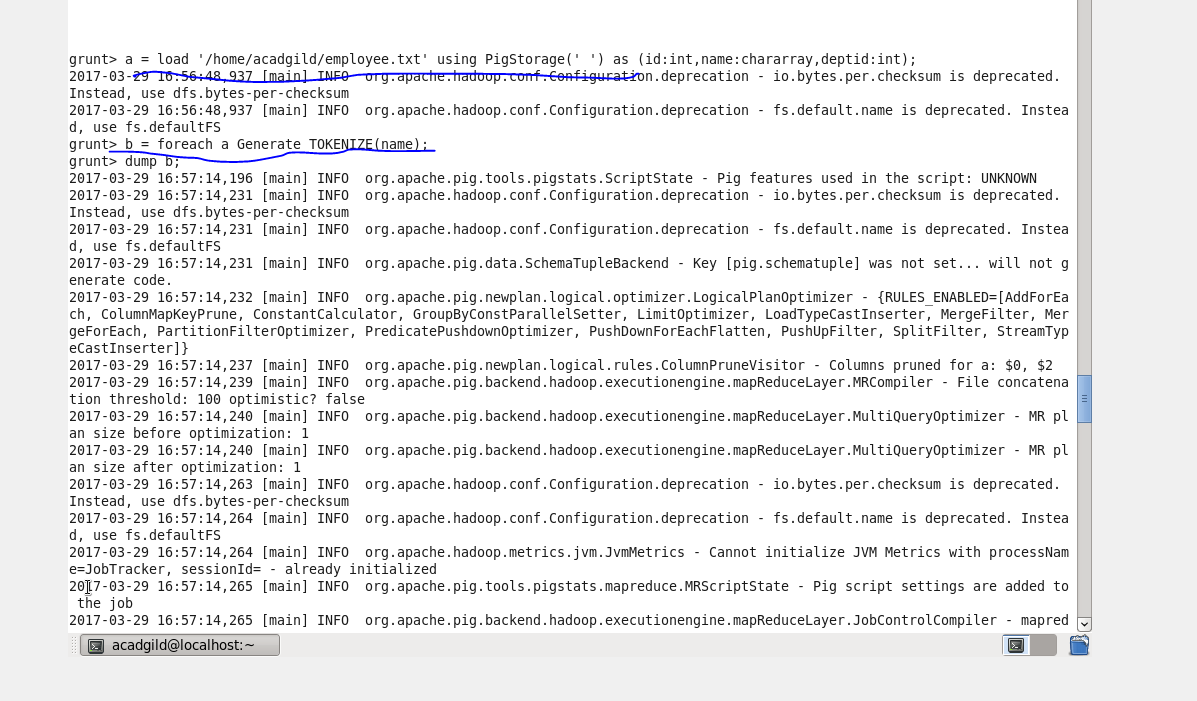 grunt> a = load '/home/acadgild/employee.txt' using PigStorage(' ') as (id:int,name:chararray,deptid:int);
2017-03-29 16:56:48,937 [main] INFO  org.apache.hadoop.conf.Configuration.deprecation - io.bytes.per.checksum is deprecated.
Instead, use dfs.bytes-per-checksum
2017-03-29 16:56:48,937 [main] INFO  org.apache.hadoop.conf.Configuration.deprecation - fs.default.name is deprecated. Instea
d, use fs.defaultFS
grunt> b = foreach a Generate TOKENIZE(name);
grunt> dump b;
2017-03-29 16:57:14,196 [main] INFO  org.apache.pig.tools.pigstats.ScriptState - Pig features used in the script: UNKNOWN
2017-03-29 16:57:14,231 [main] INFO  org.apache.hadoop.conf.Configuration.deprecation - io.bytes.per.checksum is deprecated.
Instead, use dfs.bytes-per-checksum
2017-03-29 16:57:14,231 [main] INFO  org.apache.hadoop.conf.Configuration.deprecation - fs.default.name is deprecated. Instea
d, use fs.defaultFS
2017-03-29 16:57:14,231 [main] INFO  org.apache.pig.data.SchemaTupleBackend - Key [pig.schematuple] was not set... will not g
enerate code.
2017-03-29 16:57:14,232 [main] INFO  org.apache.pig.newplan.logical.optimizer.LogicalPlanOptimizer - {RULES_ENABLED=[AddForEa
ch, ColumnMapKeyPrune, ConstantCalculator, GroupByConstParallelSetter, LimitOptimizer, LoadTypeCastInserter, MergeFilter, Mer
geForEach, PartitionFilterOptimizer, PredicatePushdownOptimizer, PushDownForEachFlatten, PushUpFilter, SplitFilter, StreamTyp
eCastInserter]}
2017-03-29 16:57:14,237 [main] INFO  org.apache.pig.newplan.logical.rules.ColumnPruneVisitor - Columns pruned for a: $0, $2
2017-03-29 16:57:14,239 [main] INFO  org.apache.pig.backend.hadoop.executionengine.mapReduceLayer.MRCompiler - File concatena
tion threshold: 100 optimistic? false
2017-03-29 16:57:14,240 [main] INFO  org.apache.pig.backend.hadoop.executionengine.mapReduceLayer.MultiQueryOptimizer - MR pl
an size before optimization: 1
2017-03-29 16:57:14,240 [main] INFO  org.apache.pig.backend.hadoop.executionengine.mapReduceLayer.MultiQueryOptimizer - MR pl
an size after optimization: 1
2017-03-29 16:57:14,263 [main] INFO  org.apache.hadoop.conf.Configuration.deprecation - io.bytes.per.checksum is deprecated.
Instead, use dfs.bytes-per-checksum
2017-03-29 16:57:14,264 [main] INFO  org.apache.hadoop.conf.Configuration.deprecation - fs.default.name is deprecated. Instea
d, use fs.defaultFS
2017-03-29 16:57:14,264 [main] INFO  org.apache.hadoop.metrics.jvm.JvmMetrics - Cannot initialize JVM Metrics with processNam
e=JobTracker, sessionId= - already initialized
2017-03-29 16:57:14,265 [main] INFO  org.apache.pig.tools.pigstats.mapreduce.MRScriptState - Pig script settings are added to
 the job
2017-03-29 16:57:14,265 [main] INFO  org.apache.pig.backend.hadoop.executionengine.mapReduceLayer.JobControlCompiler - mapred
acadgild@localhost:~